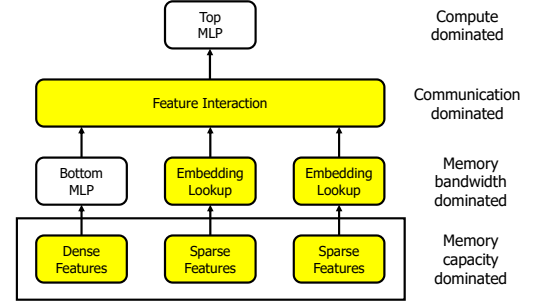 Top
MLP
Compute
dominated
Feature Interaction
Communication
dominated
Bottom
MLP
Embedding
Lookup
Embedding
Lookup
Memory
bandwidth
dominated
Dense
Features
Sparse
Features
Sparse
Features
Memory
capacity
dominated